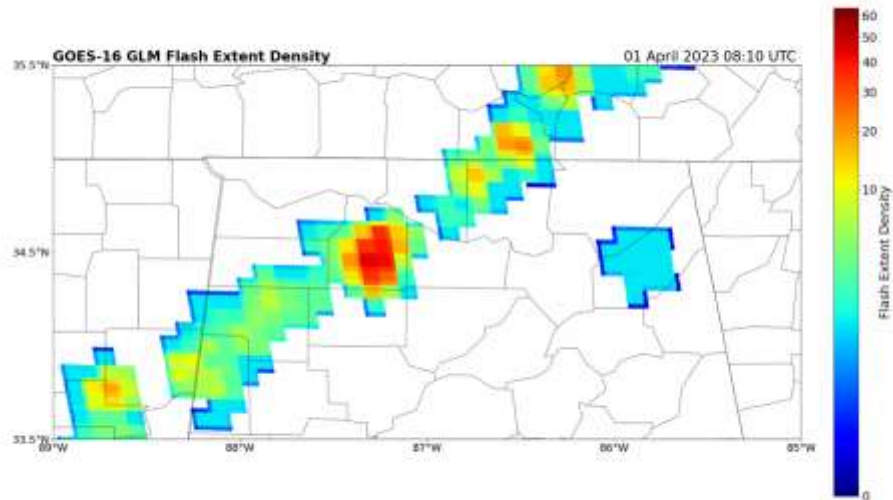 GOES-16 GLM Flash Extent Density
01 April 2023 08:10 UTC
35.5°N
34.5°N
33.5°N
89°W
88°W
87°W
86°W
85°W
60
50
40
30
20
10
0
Flash Extent Density